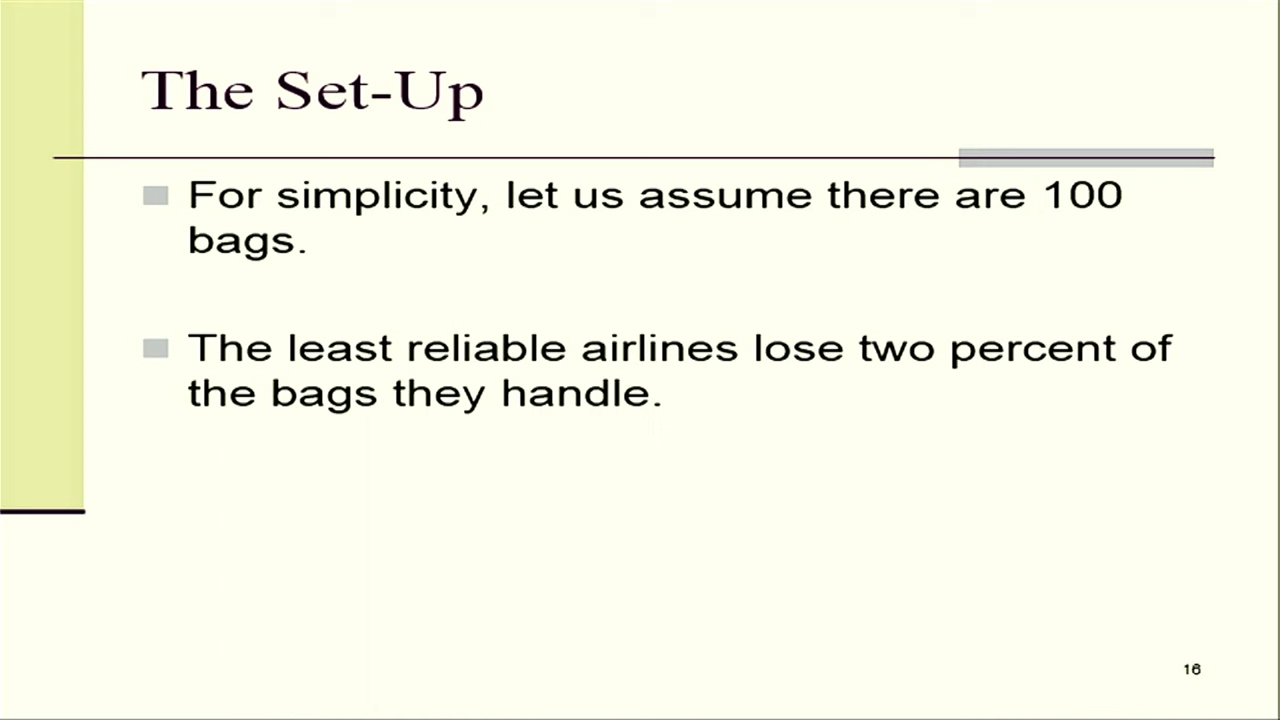 The Set-Up
For simplicity, let us assume there are 100
bags.
The least reliable airlines lose two percent of
the bags they handle.
16